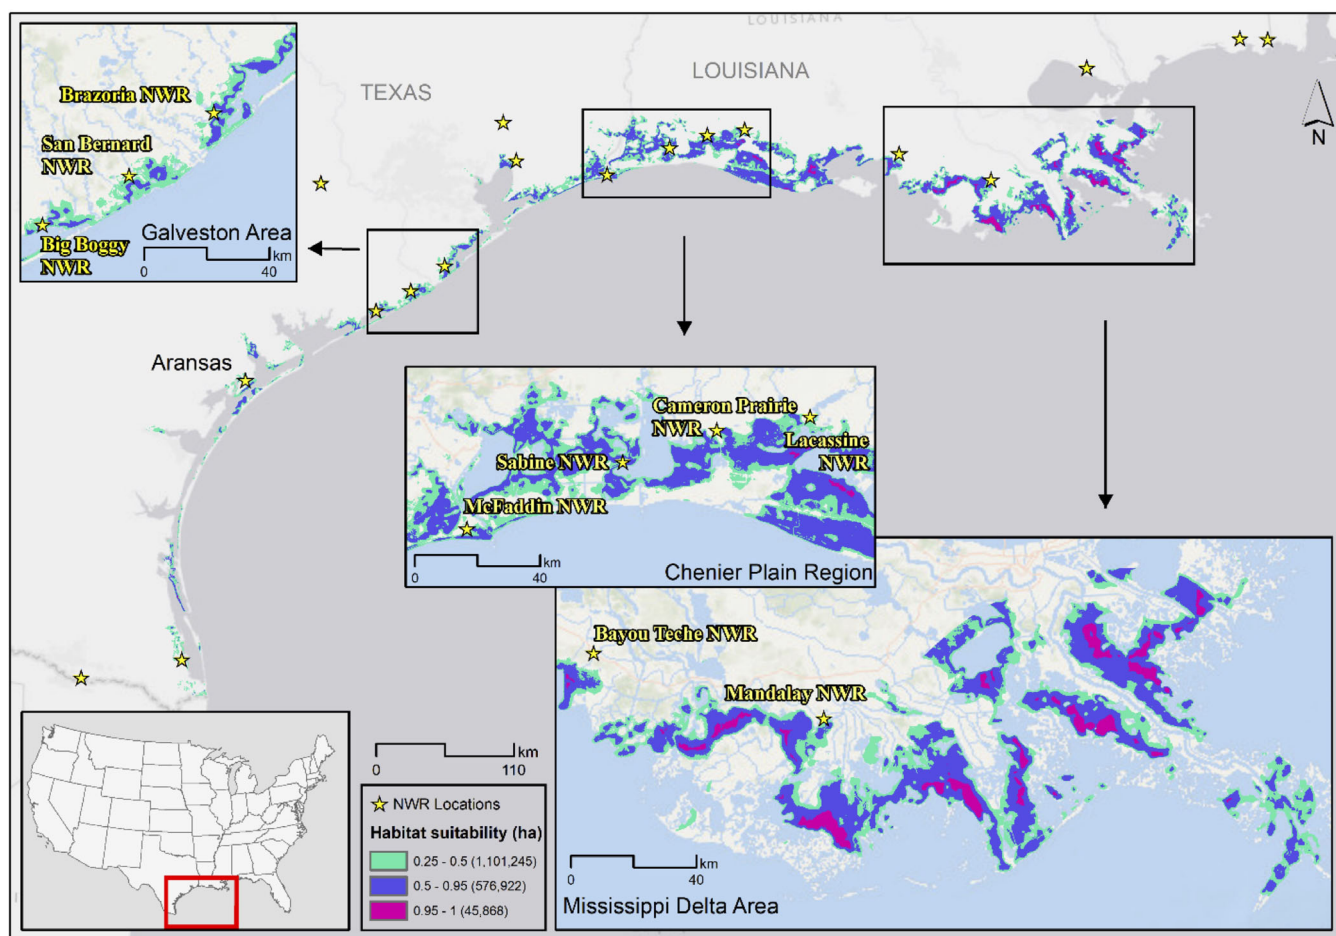 LOUISIANA
TEXAS
LOUISIANA
N
Brazoria NWR
San Bernard
NWR
Big Boggy
NWR
Galveston Area
0 40
km
Aransas
Cameron Prairie
NWR
Lacassine
NWR
Sabine NWR
McFaddin NWR
km
0 40
Chenier Plain Region
Bayou Teche NWR
Mandalay NWR
km
0 40
Mississippi Delta Area
km
0 110
NWR Locations
Habitat suitability (ha)
0.25 - 0.5 (1,101,245)
0.5 - 0.95 (576,922)
0.95 - 1 (45,868)